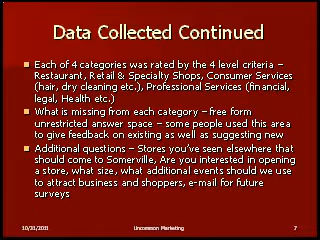 Data Collected Continued
Each of 4 categories was rated by the 4 level criteria –
Restaurant, Retail & Specialty Shops, Consumer Services
(hair, dry cleaning etc.), Professional Services (financial,
legal, Health etc.)
What is missing from each category – free form
unrestricted answer space – some people used this area
to give feedback on existing as well as suggesting new
Additional questions – Stores you've seen elsewhere that
should come to Somerville, Are you interested in opening
a store, what size, what additional events should we use
to attract business and shoppers, e-mail for future
surveys
10/31/2011 Uncommon Marketing 7